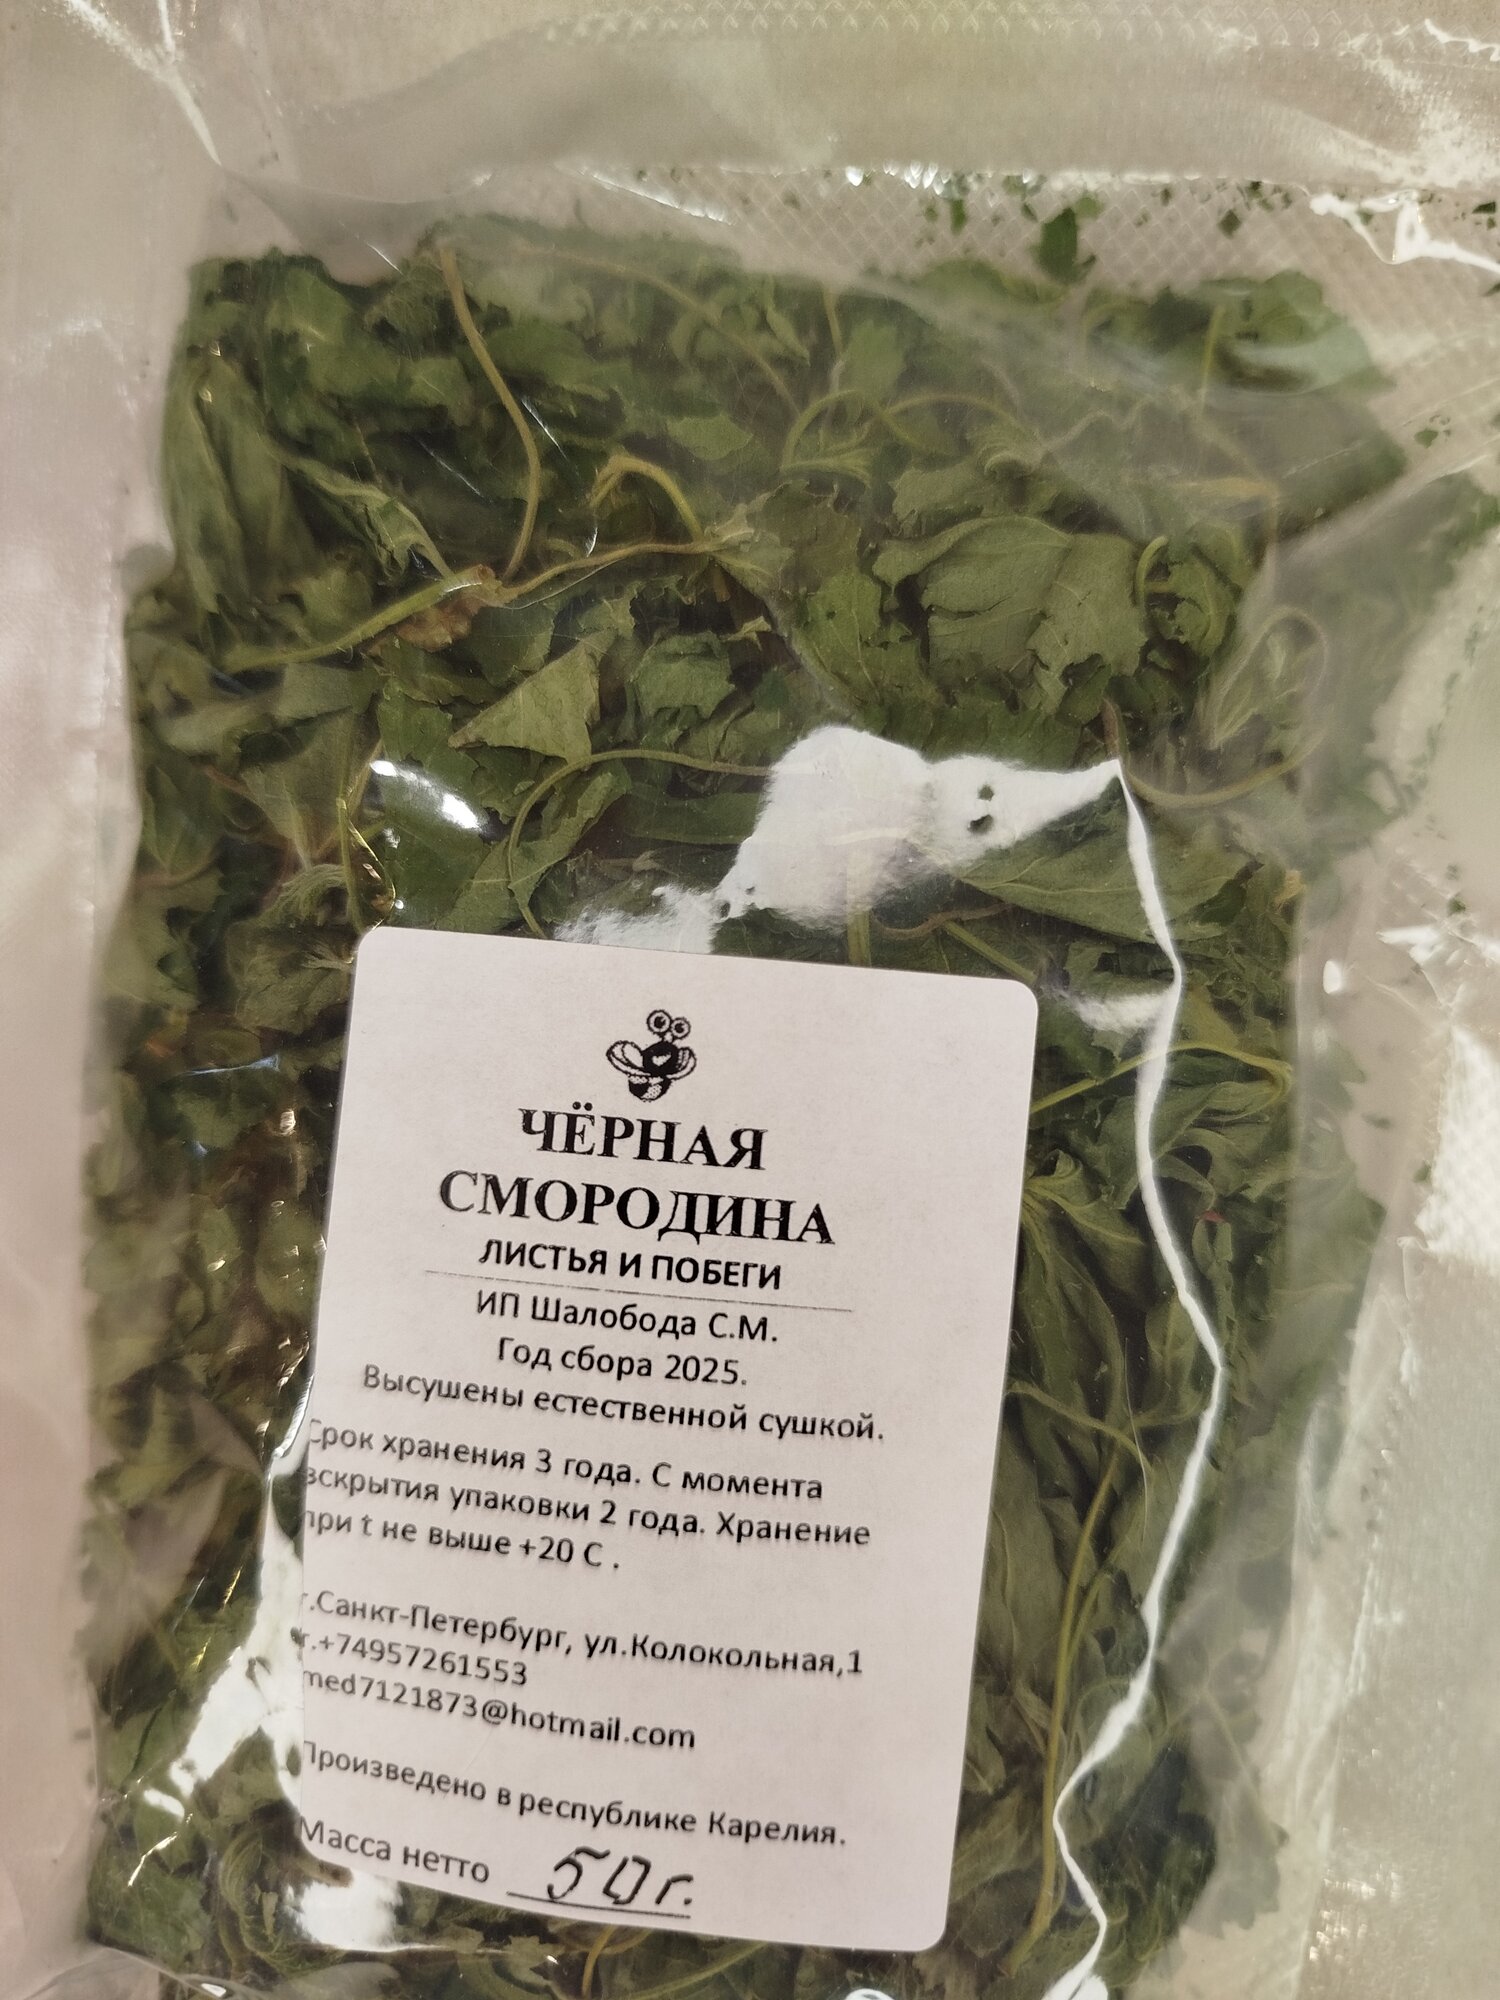 ЧЁРНАЯ
СМОРОДИНА
ЛИСТЬЯ И ПОБЕГИ
ИП Шалобода С.М.
Год сбора 2025.
Высушены естественной сушкой.
Срок хранения 3 года. С момента
вскрытия упаковки 2 года. Хранение
при t не выше +20 С .
г.Санкт-Петербург, ул.Колокольная,1
т.+74957261553
med7121873@hotmail.com
Произведено в республике Карелия.
Масса нетто 50г.